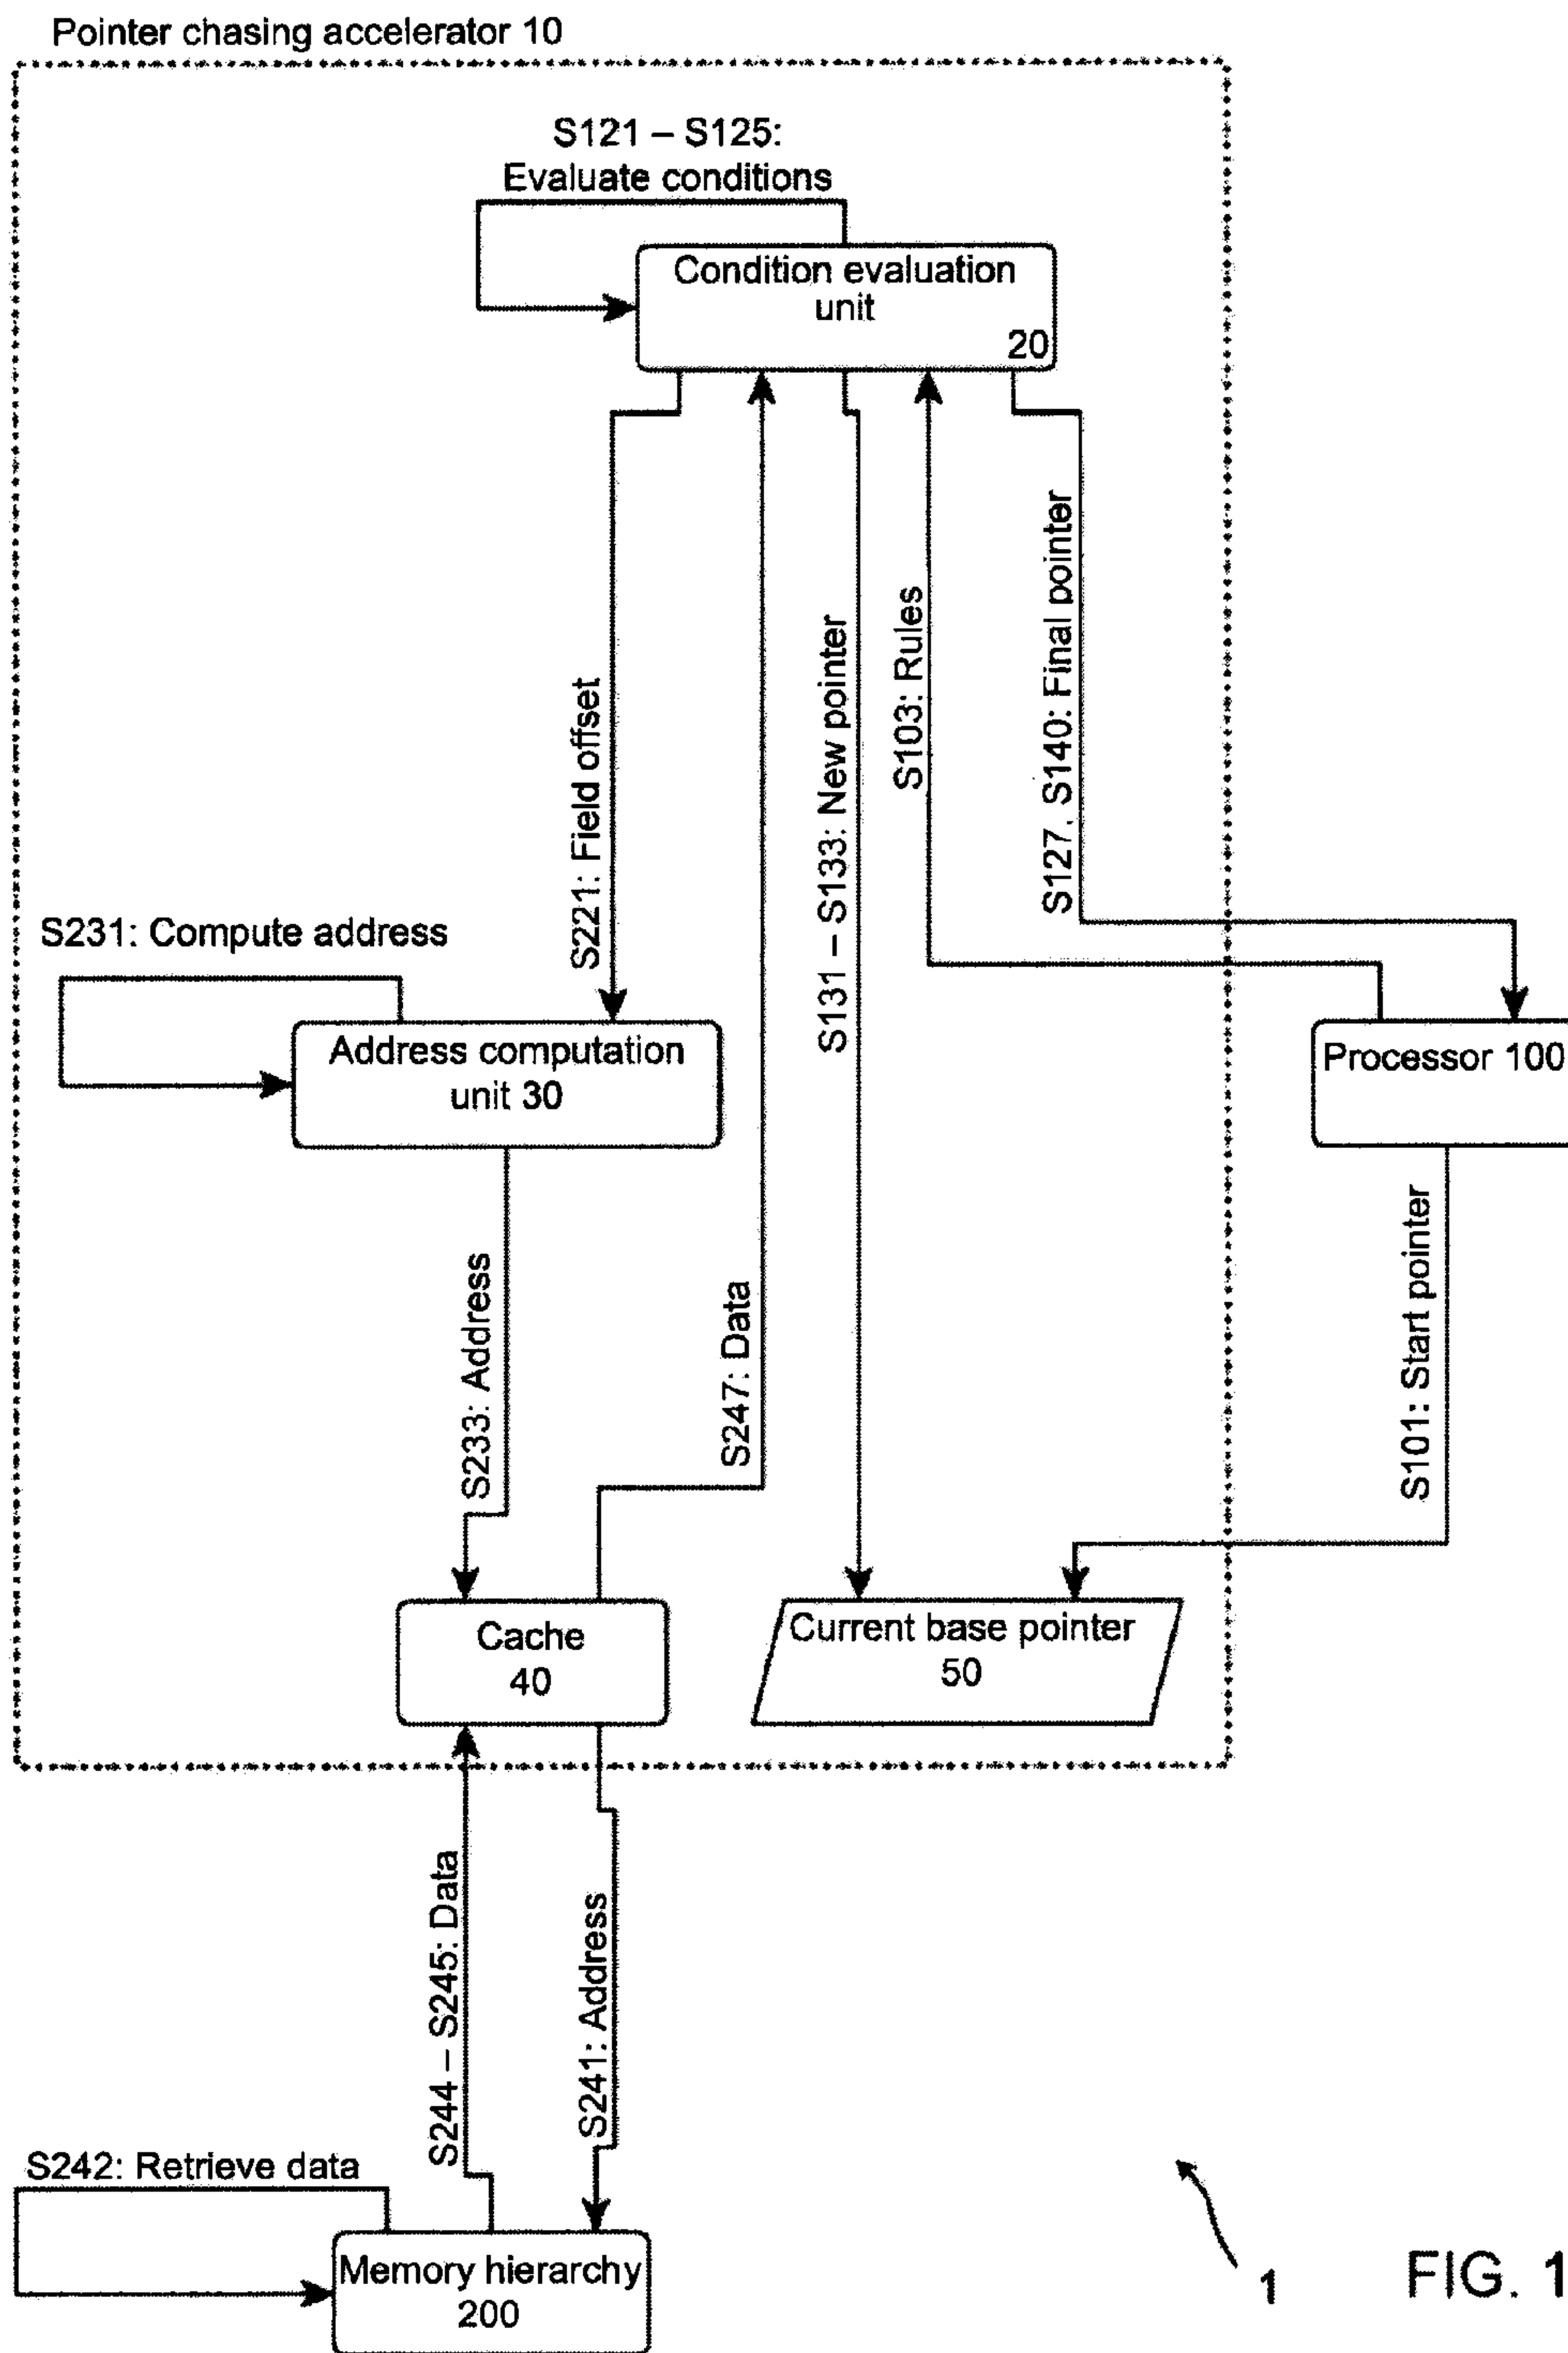 Pointer chasing accelerator 10
S121 – S125:
Evaluate conditions
Condition evaluation
unit
20
S221: Field offset
S131 – S133: New pointer
S103: Rules
S127, S140: Final pointer
S231: Compute address
Address computation
unit 30
Processor 100
S233: Address
S247: Data
S101: Start pointer
Cache
40
Current base pointer
50
S244 – S245: Data
S241: Address
S242: Retrieve data
Memory hierarchy
200
1
FIG. 1